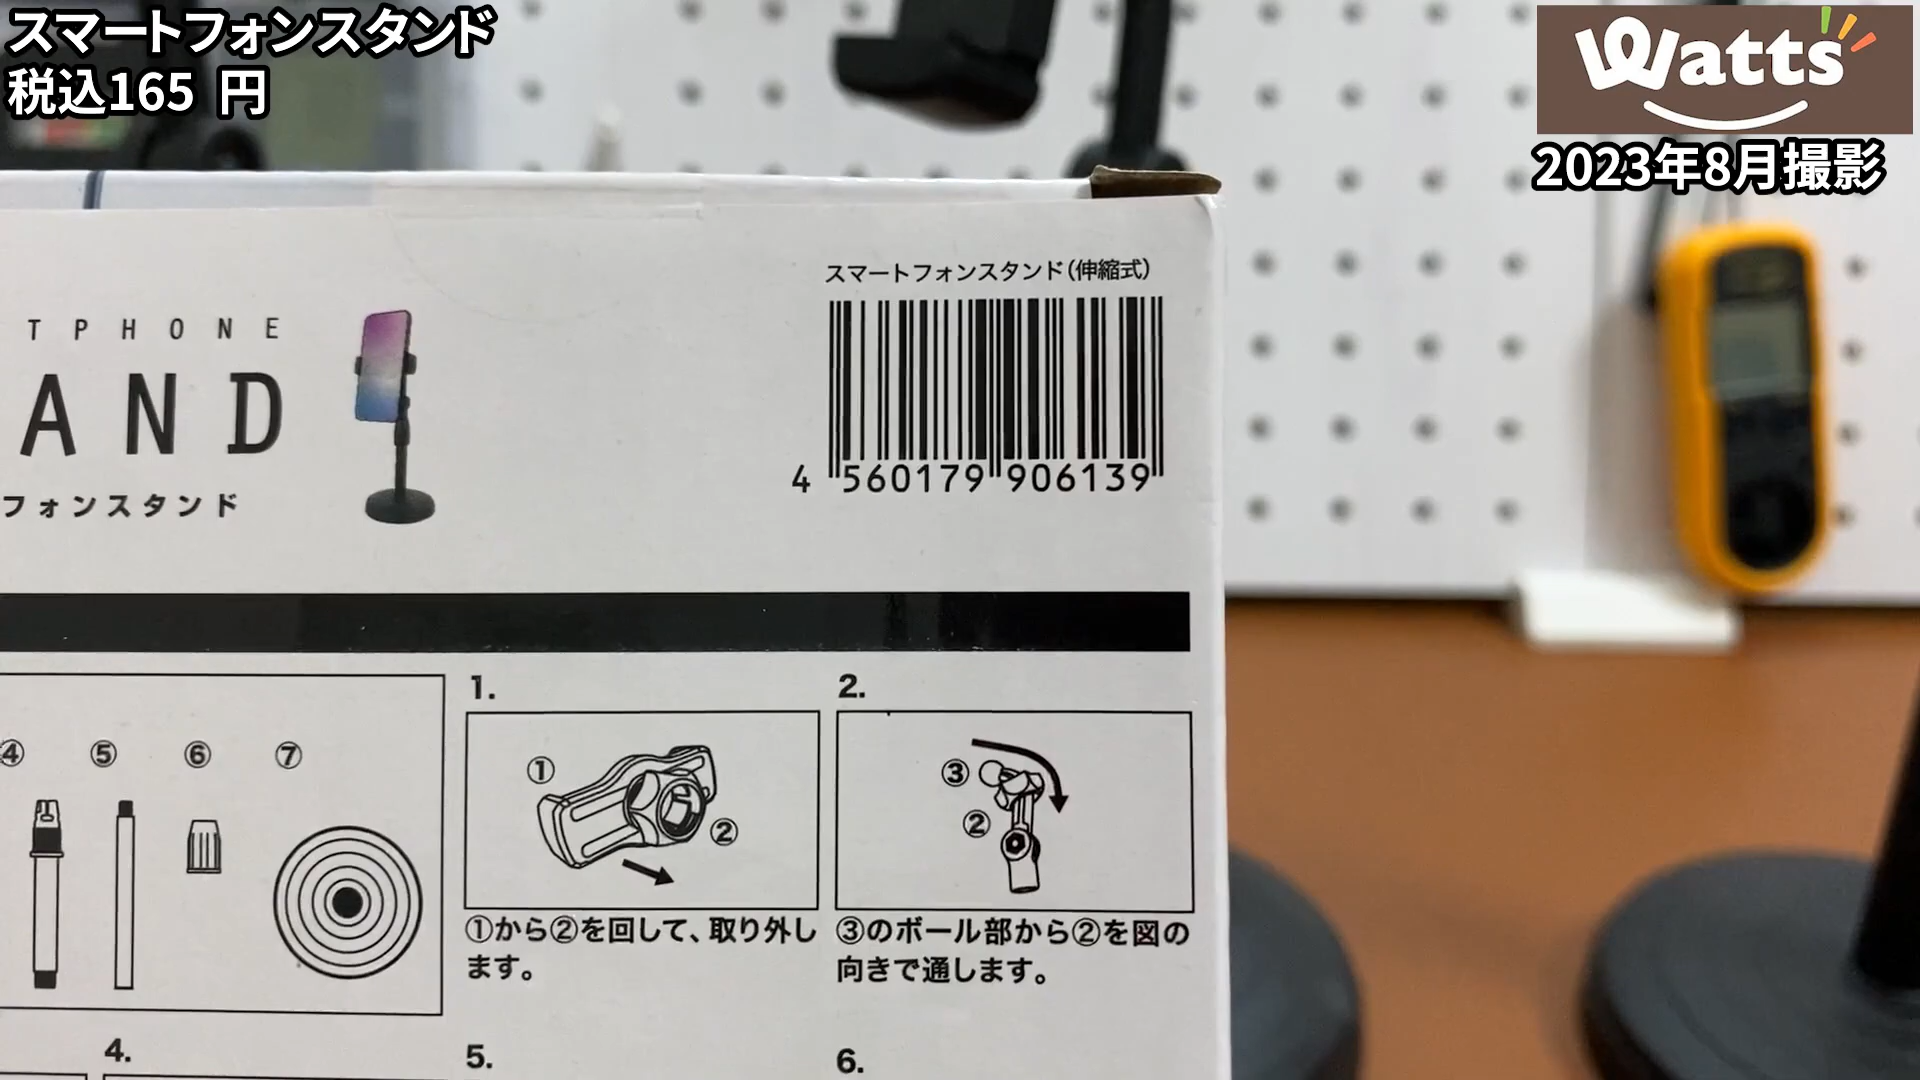 スマートフォンスタンド
税込165 円
Watts
2023年8月撮影
スマートフォンスタンド(伸縮式)
4 560179 906139
TPHONE
AND
フォンスタンド
1.
2.
④ ⑤ ⑥ ⑦
①
②
③
②
①から②を回して、取り外し
ます。
③のボール部から②を図の
向きで通します。
4.
5.
6.